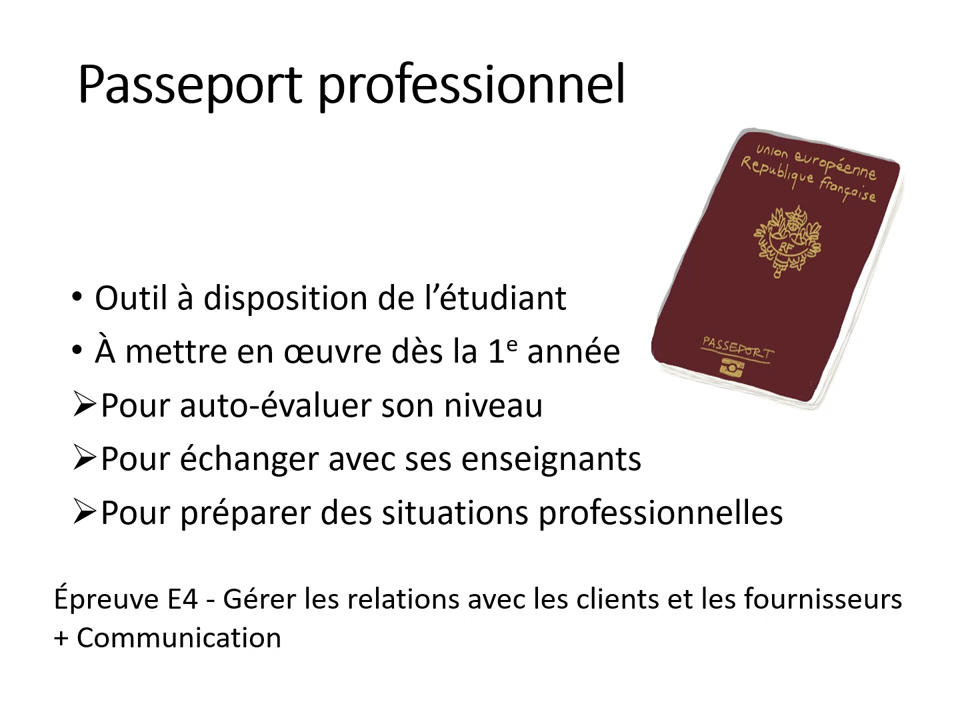 Passeport professionnel
union européenne
République française
RF
PASSEPORT
• Outil à disposition de l’étudiant
• À mettre en œuvre dès la 1e année
➢Pour auto-évaluer son niveau
➢Pour échanger avec ses enseignants
➢Pour préparer des situations professionnelles
Épreuve E4 - Gérer les relations avec les clients et les fournisseurs
+ Communication